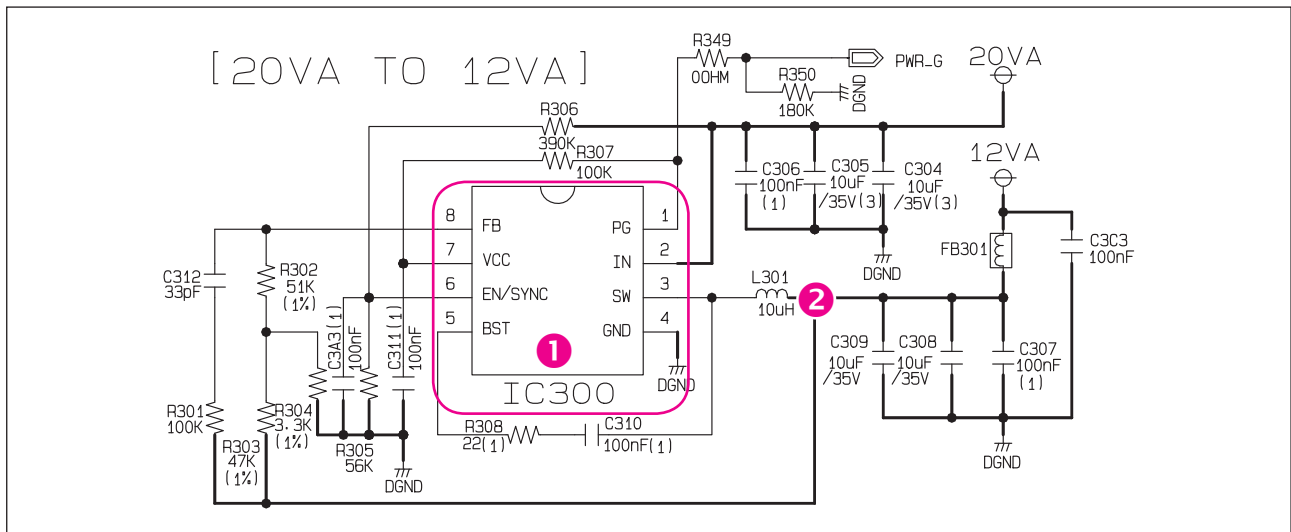 [20VA TO 12VA]
R349
00HM
PWR_G
R350
180K
DGND
20VA
R306
390K
R307
100K
C306
100nF
(1)
C305
10uF
/35V(3)
C304
10uF
/35V(3)
DGND
12VA
FB301
C3C3
100nF
8 FB
7 VCC
6 EN/SYNC
5 BST
PG 1
IN 2
SW 3
GND 4
1
IC300
DGND
L301
10uH
2
C312
33pF
R302
51K
(1%)
C3A3(1)
100nF
C311(1)
100nF
R301
100K
R304
3.3K
(1%)
R303
47K
(1%)
R305
56K
DGND
R308
22(1)
C310
100nF(1)
C309
10uF
/35V
C308
10uF
/35V
C307
100nF
(1)
DGND